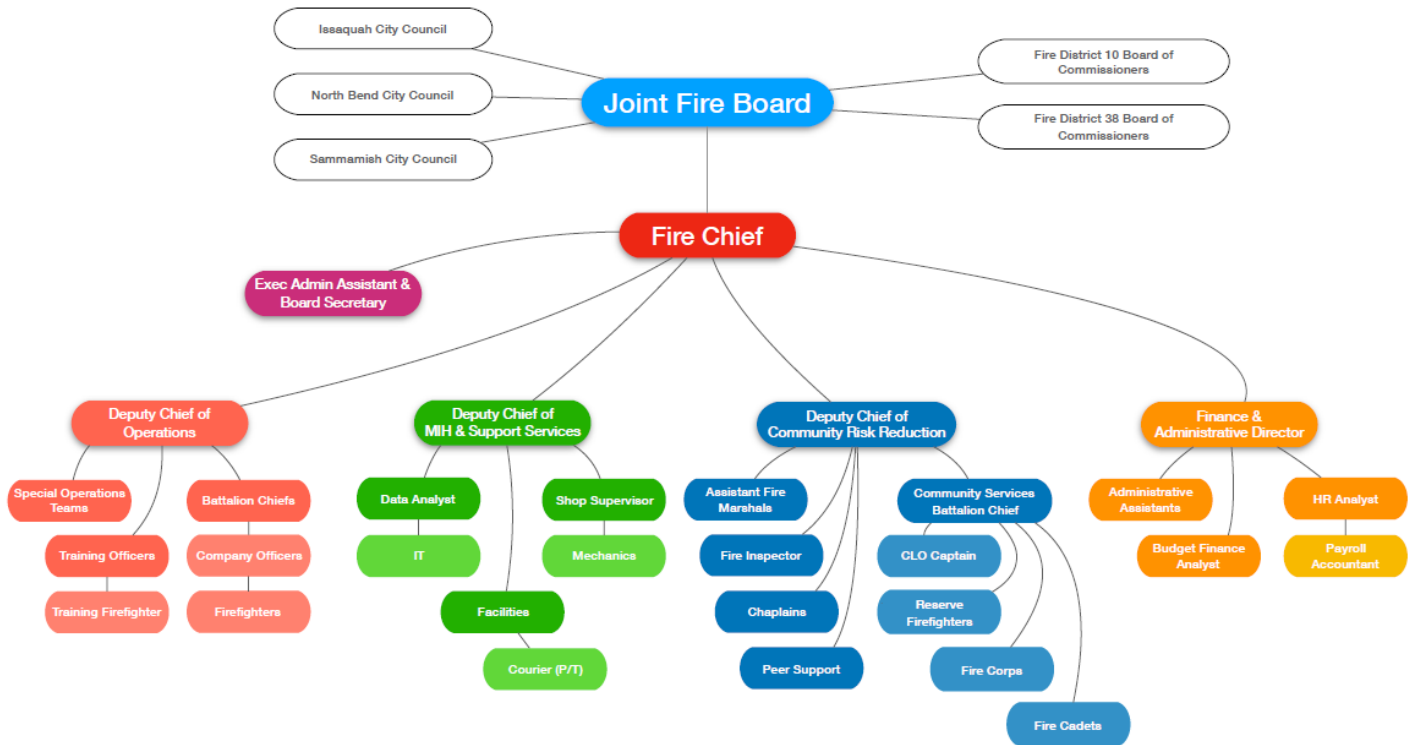 Issaquah City Council
North Bend City Council
Sammamish City Council
Joint Fire Board
Fire District 10 Board of
Commissioners
Fire District 38 Board of
Commissioners
Fire Chief
Exec Admin Assistant &
Board Secretary
Deputy Chief of
Operations
Special Operations
Teams
Training Officers
Training Firefighter
Battalion Chiefs
Company Officers
Firefighters
Deputy Chief of
MIH & Support Services
Data Analyst
IT
Facilities
Courier (P/T)
Shop Supervisor
Mechanics
Deputy Chief of
Community Risk Reduction
Assistant Fire
Marshals
Fire Inspector
Chaplains
Peer Support
Community Services
Battalion Chief
CLO Captain
Reserve
Firefighters
Fire Corps
Fire Cadets
Finance &
Administrative Director
Administrative
Assistants
Budget Finance
Analyst
HR Analyst
Payroll
Accountant